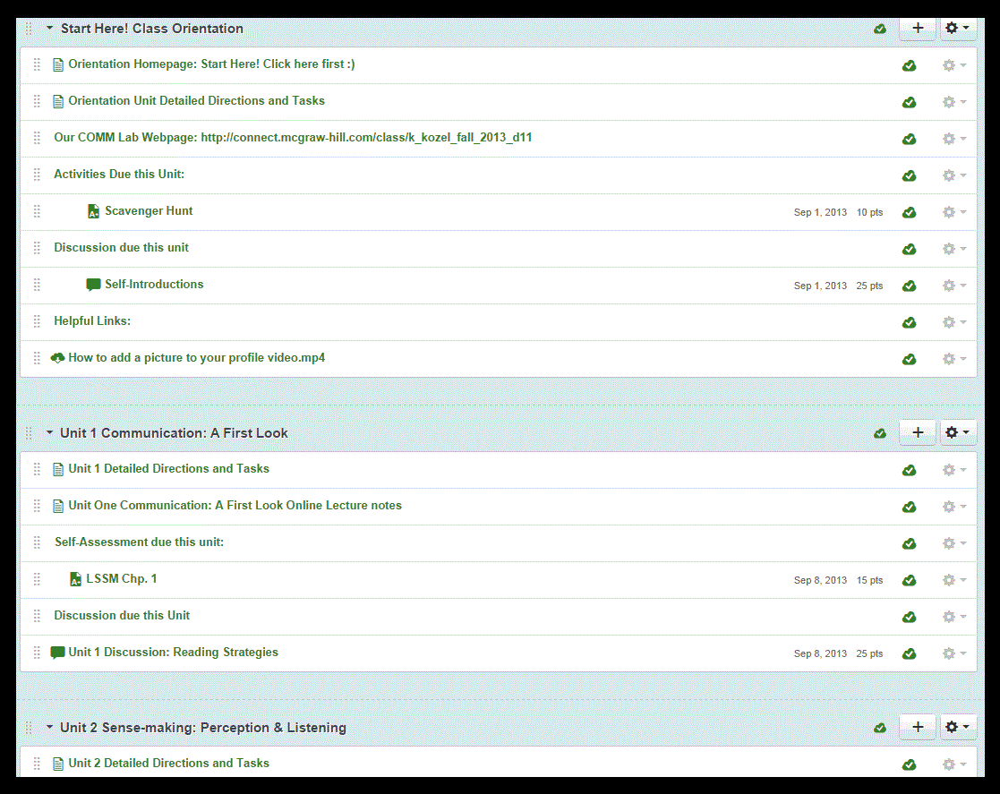 Start Here! Class Orientation
Orientation Homepage: Start Here! Click here first :)
Orientation Unit Detailed Directions and Tasks
Our COMM Lab Webpage: http://connect.mcgraw-hill.com/class/k_kozel_fall_2013_d11
Activities Due this Unit:
Scavenger Hunt Sep 1, 2013 10 pts
Discussion due this unit
Self-Introductions Sep 1, 2013 25 pts
Helpful Links:
How to add a picture to your profile video.mp4
Unit 1 Communication: A First Look
Unit 1 Detailed Directions and Tasks
Unit One Communication: A First Look Online Lecture notes
Self-Assessment due this unit:
LSSM Chp. 1 Sep 8, 2013 15 pts
Discussion due this Unit
Unit 1 Discussion: Reading Strategies Sep 8, 2013 25 pts
Unit 2 Sense-making: Perception & Listening
Unit 2 Detailed Directions and Tasks